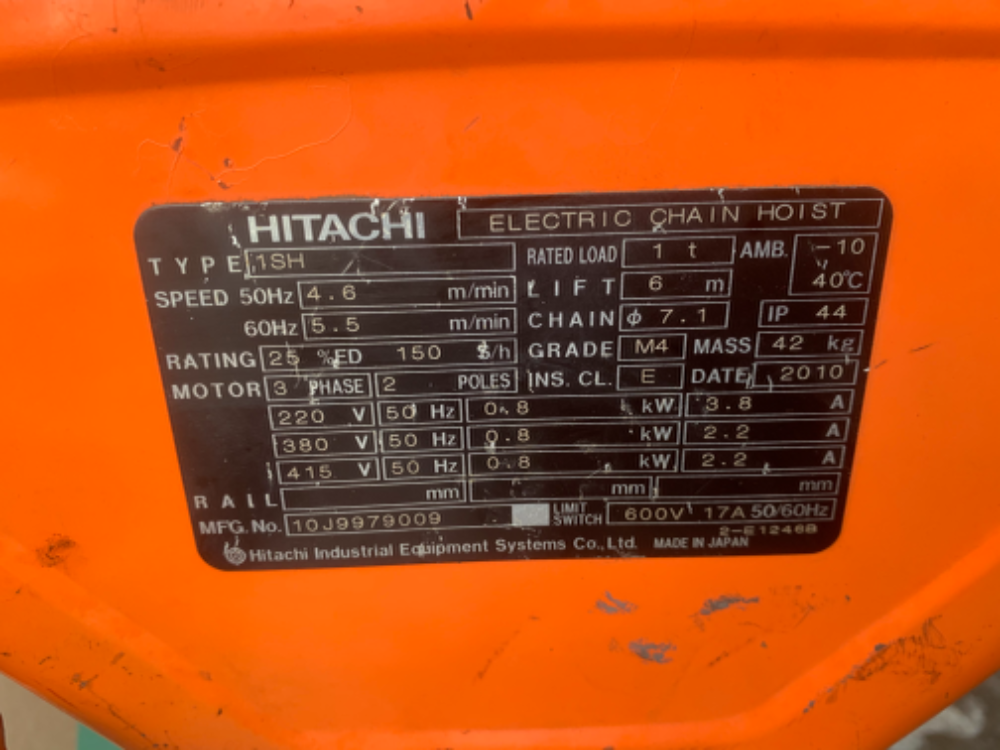 HITACHI ELECTRIC CHAIN HOIST
TYPE 1SH RATED LOAD 1 t AMB. -10 40℃
SPEED 50Hz 4.6 m/min LIFT 6 m
60Hz 5.5 m/min CHAIN φ 7.1 IP 44
RATING 25 %ED 150 S/h GRADE M4 MASS 42 kg
MOTOR 3 PHASE 2 POLES INS. CL. E DATE 2010
220 V 50 Hz 0.8 kW 3.8 A
380 V 50 Hz 0.8 kW 2.2 A
415 V 50 Hz 0.8 kW 2.2 A
RAIL mm mm mm
MFG. No. 10J9979009 LIMIT SWITCH 600V 17A 50/60Hz
2-E1246B
Hitachi Industrial Equipment Systems Co., Ltd. MADE IN JAPAN